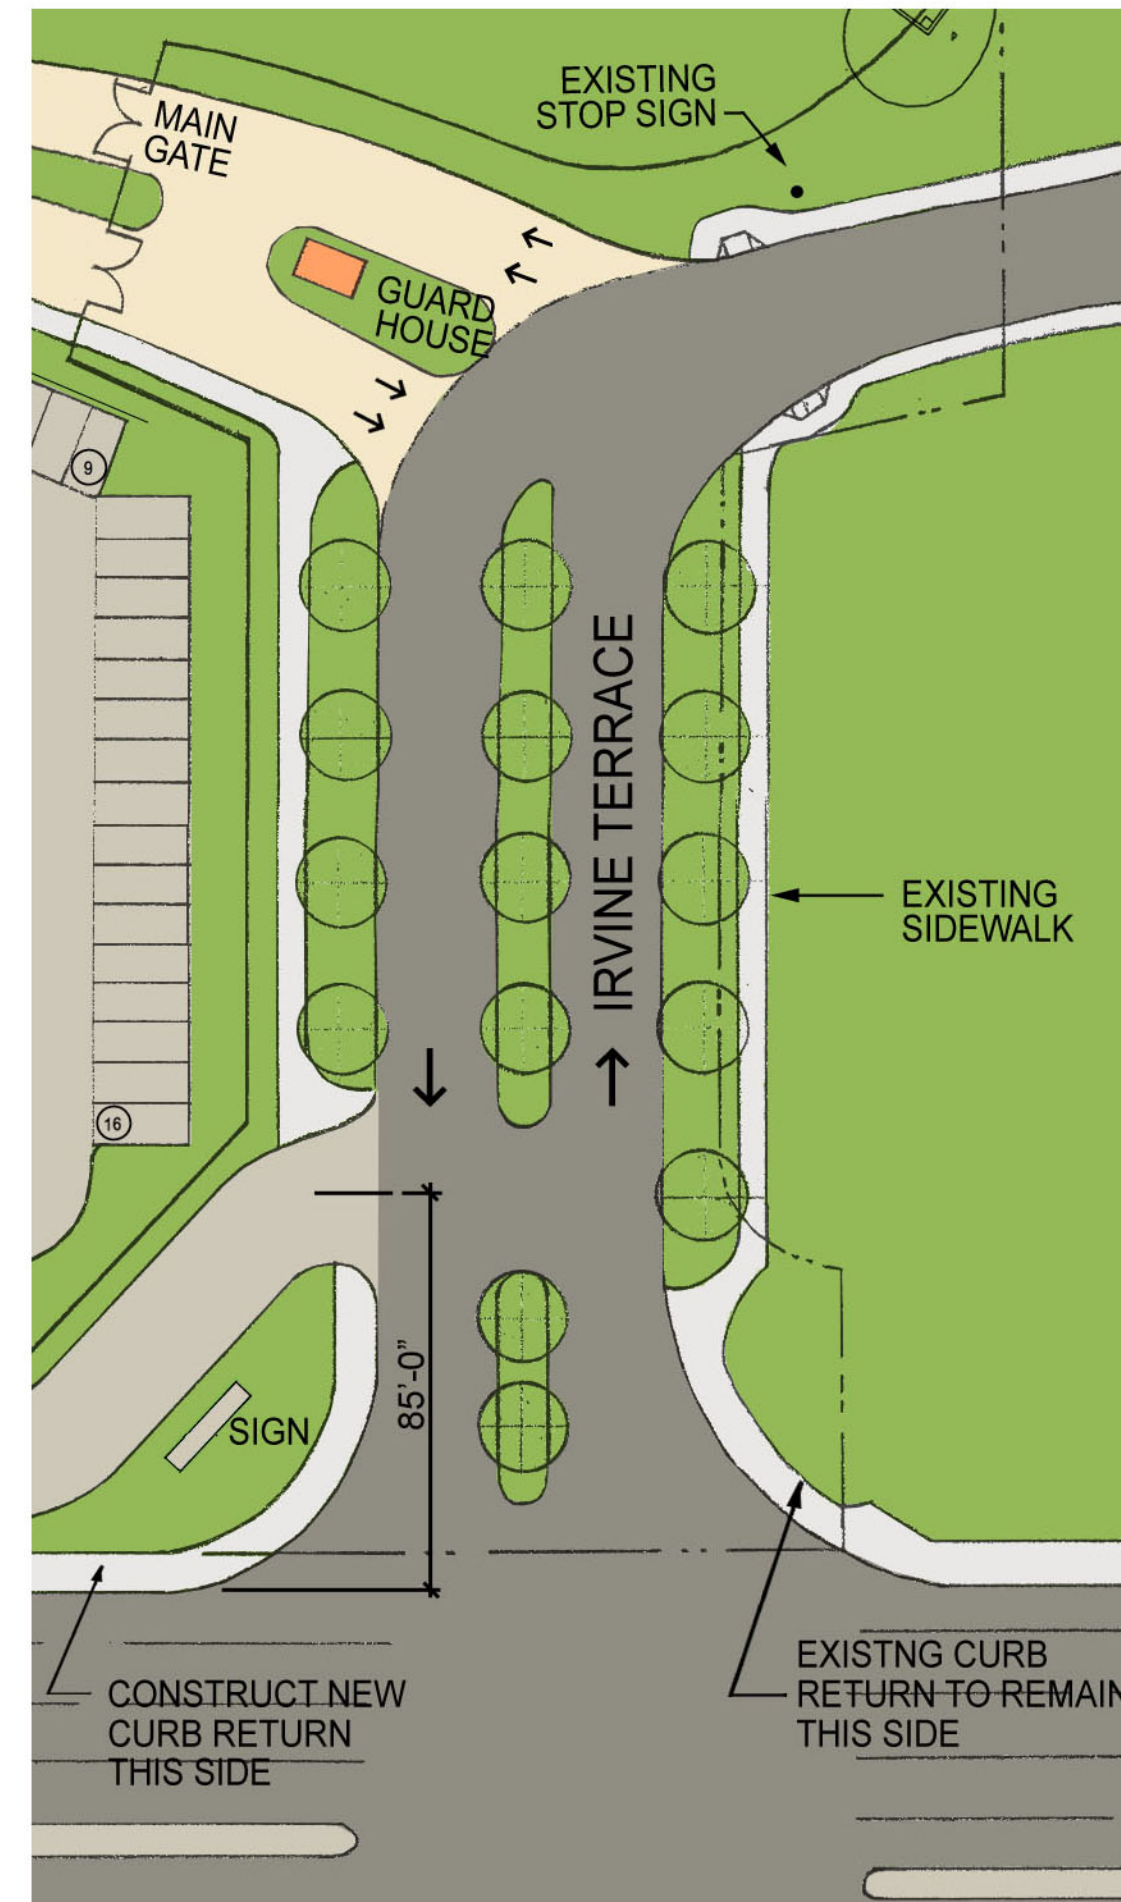 EXISTING
STOP SIGN
MAIN
GATE
GUARD
HOUSE
9
IRVINE TERRACE
EXISTING
SIDEWALK
16
85'-0"
SIGN
EXISTNG CURB
RETURN TO REMAIN
THIS SIDE
CONSTRUCT NEW
CURB RETURN
THIS SIDE